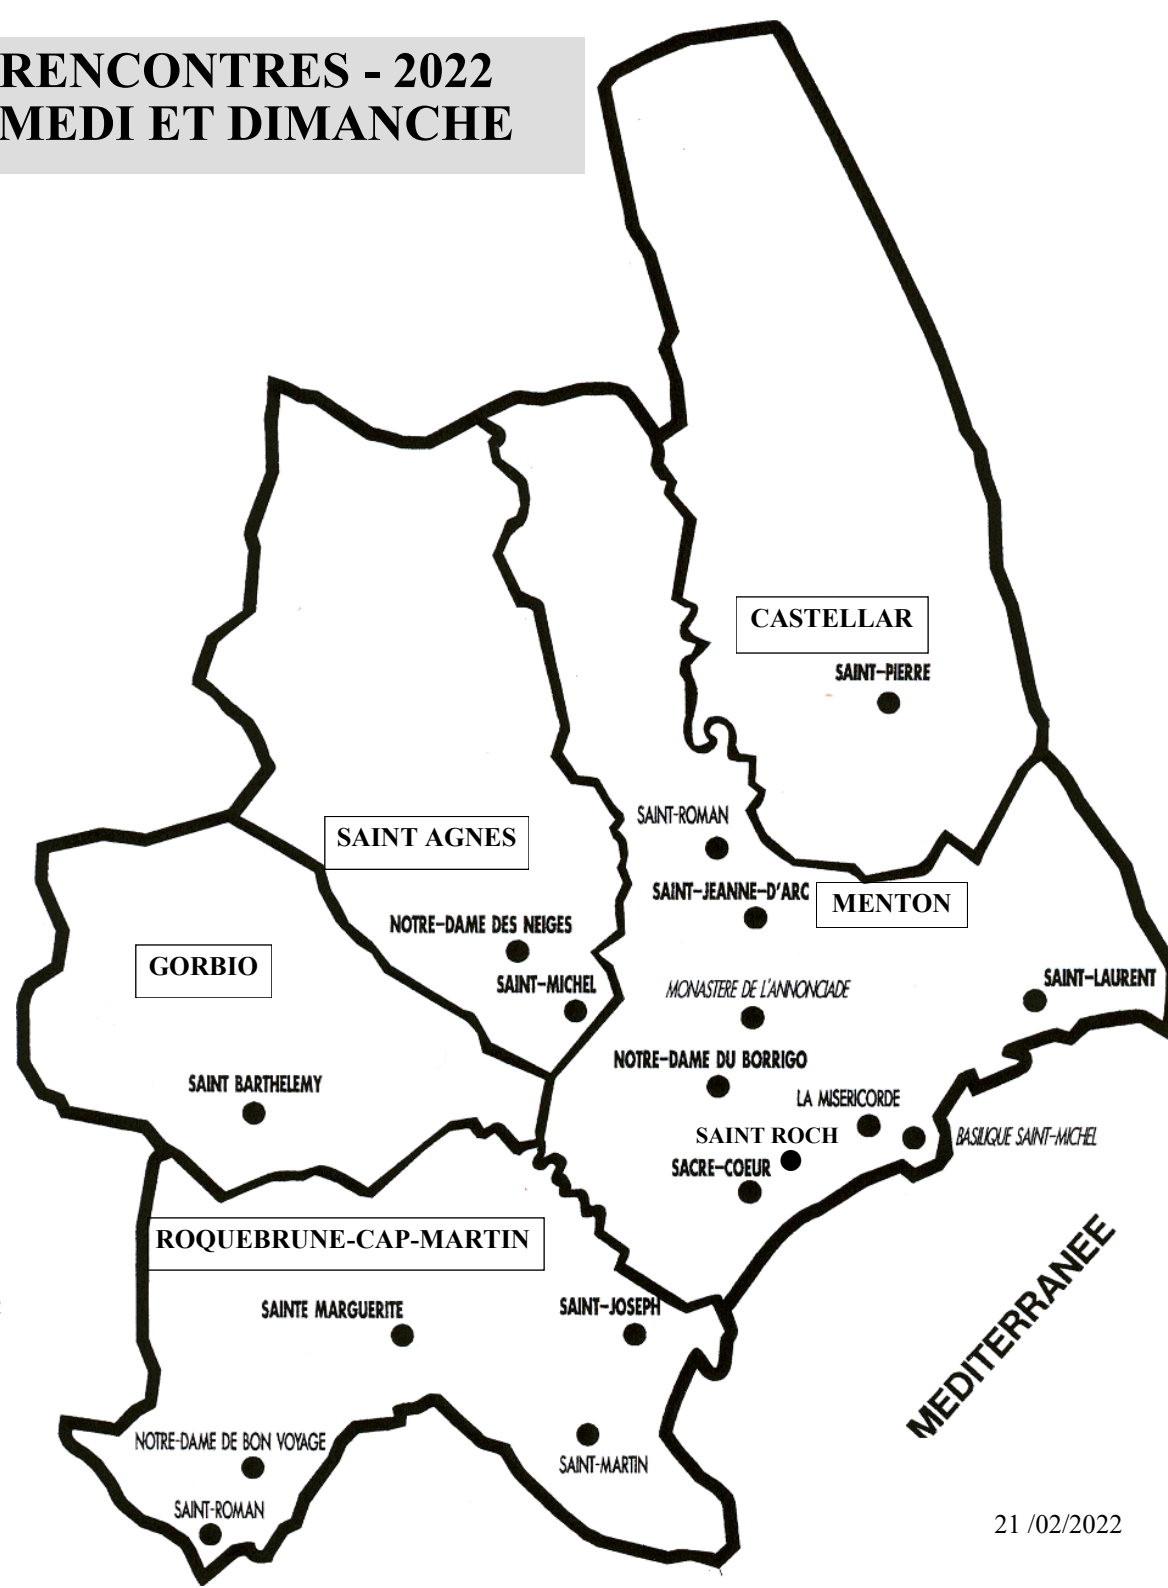 RENCONTRES - 2022
MEDI ET DIMANCHE
CASTELLAR
SAINT-PIERRE
SAINT-ROMAN
SAINT AGNES
SAINT-JEANNE-D'ARC
MENTON
NOTRE-DAME DES NEIGES
GORBIO
SAINT-MICHEL
MONASTERE DE L'ANNONCIADE
SAINT-LAURENT
NOTRE-DAME DU BORRIGO
SAINT BARTHELEMY
LA MISERICORDE
SAINT ROCH
BASILIQUE SAINT-MICHEL
SACRE-COEUR
ROQUEBRUNE-CAP-MARTIN
SAINTE MARGUERITE
SAINT-JOSEPH
MEDITERRANEE
NOTRE-DAME DE BON VOYAGE
SAINT-MARTIN
SAINT-ROMAN
21 /02/2022